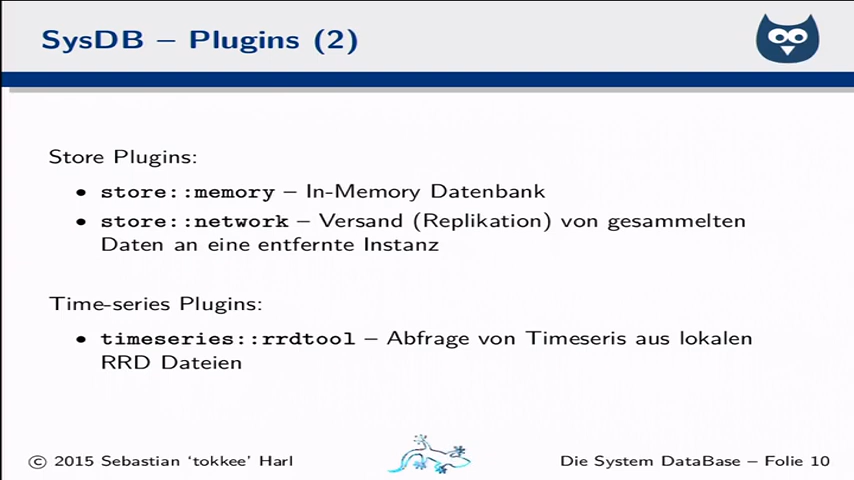 SysDB – Plugins (2)
Store Plugins:
• store::memory – In-Memory Datenbank
• store::network – Versand (Replikation) von gesammelten
Daten an eine entfernte Instanz
Time-series Plugins:
• timeseries::rrdtool – Abfrage von Timeseris aus lokalen
RRD Dateien
© 2015 Sebastian ‘tokkee’ Harl
Die System DataBase – Folie 10